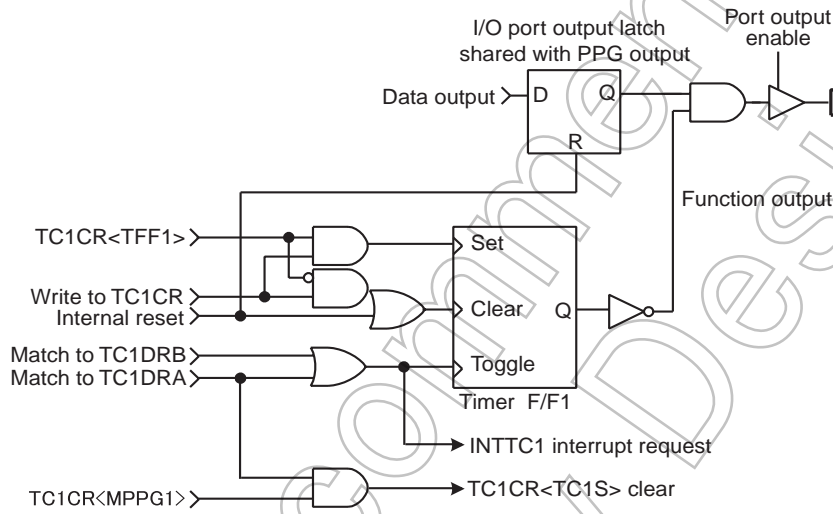 I/O port output latch
shared with PPG output
Port output
enable
Data output
D
Q
R
Function output
TC1CR<TFF1>
Set
Write to TC1CR
Internal reset
Clear
Q
Match to TC1DRB
Match to TC1DRA
Toggle
Timer F/F1
INTTC1 interrupt request
TC1CR<MPPG1>
TC1CR<TC1S> clear